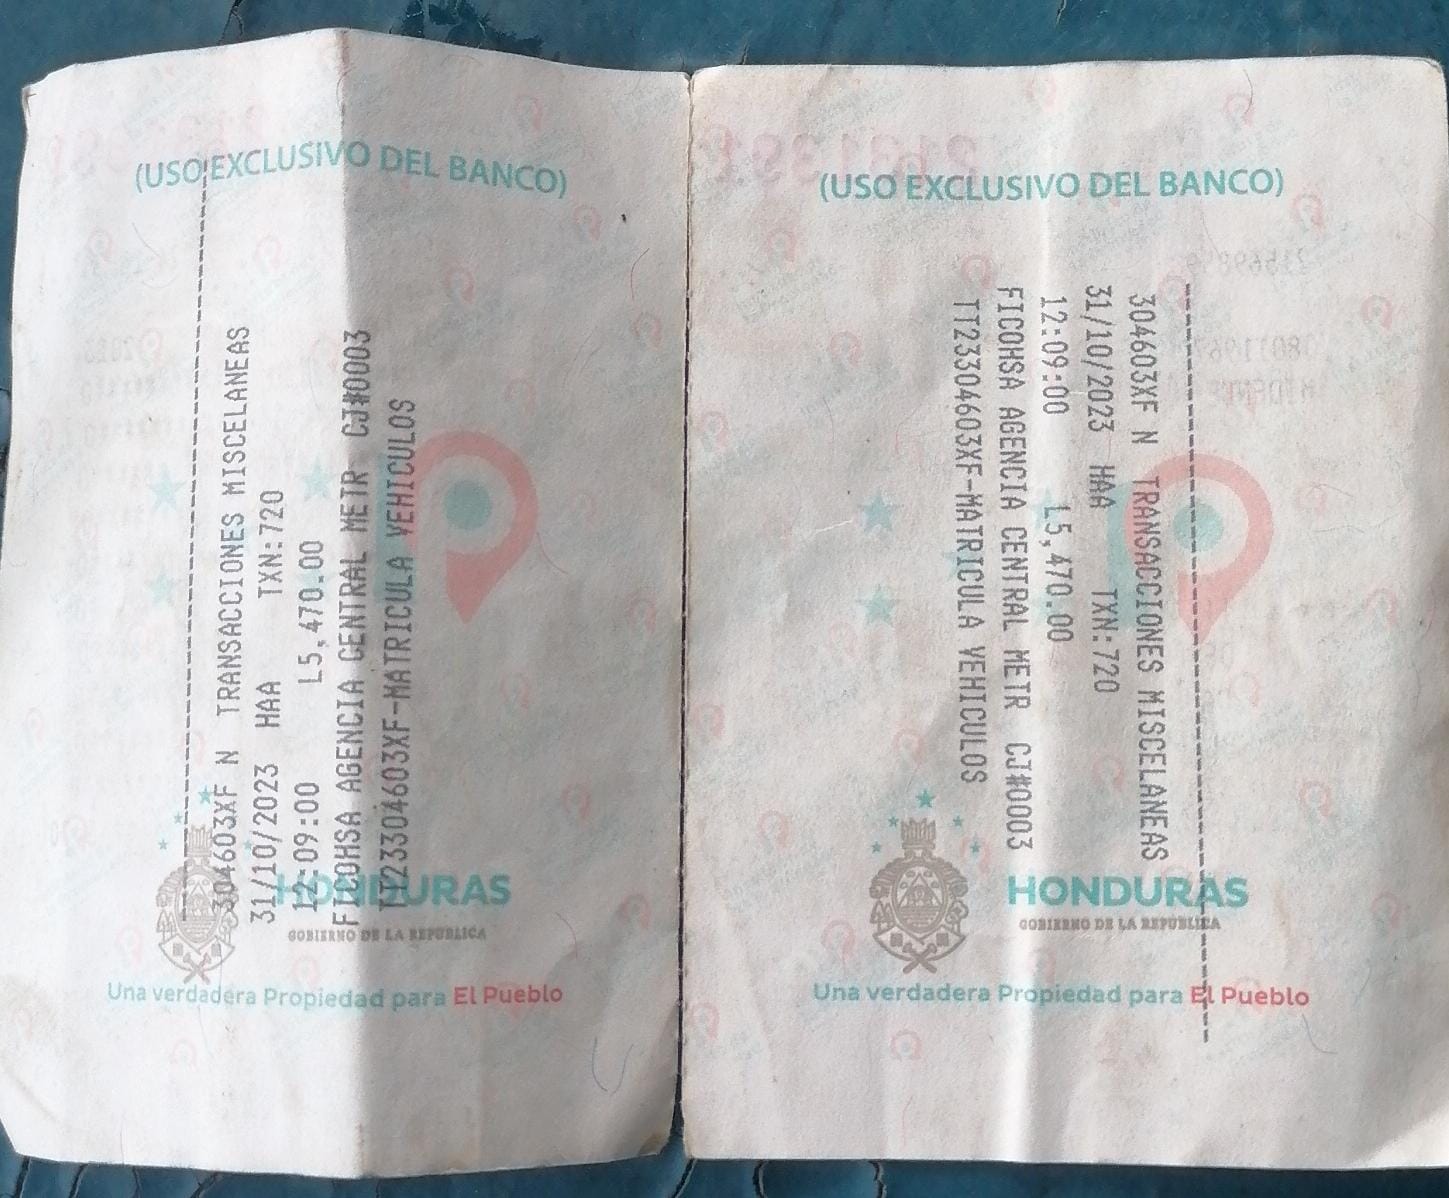 (USO EXCLUSIVO DEL BANCO)
304603XF N TRANSACCIONES MISCELANEAS
31/10/2023 HAA TXN:720
12:09:00 L5,470.00
FICOHSA AGENCIA CENTRAL METR CJ#0003
TT23304603XF-MATRICULA VEHICULOS
HONDURAS
GOBIERNO DE LA REPUBLICA
Una verdadera Propiedad para El Pueblo
(USO EXCLUSIVO DEL BANCO)
304603XF N TRANSACCIONES MISCELANEAS
31/10/2023 HAA TXN:720
12:09:00 L5,470.00
FICOHSA AGENCIA CENTRAL METR CJ#0003
TT23304603XF-MATRICULA VEHICULOS
HONDURAS
GOBIERNO DE LA REPUBLICA
Una verdadera Propiedad para El Pueblo